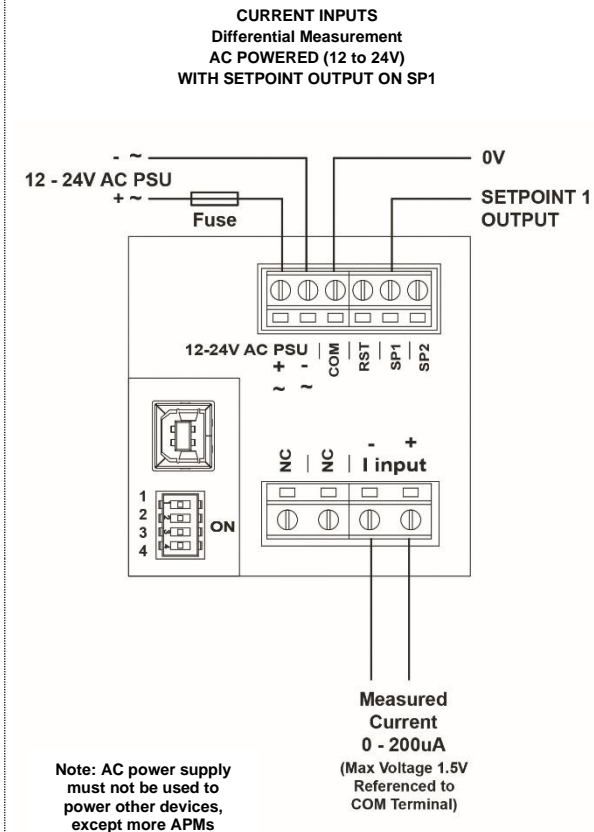 CURRENT INPUTS
Differential Measurement
AC POWERED (12 to 24V)
WITH SETPOINT OUTPUT ON SP1
- ~
0V
12 - 24V AC PSU
+ ~
Fuse
SETPOINT 1
OUTPUT
12-24V AC PSU | COM | RST | SP1 | SP2
+ -
~ ~
NC | NC | I input
- +
1
2
3
4
ON
Measured
Current
0 - 200uA
(Max Voltage 1.5V
Referenced to
COM Terminal)
Note: AC power supply
must not be used to
power other devices,
except more APMs